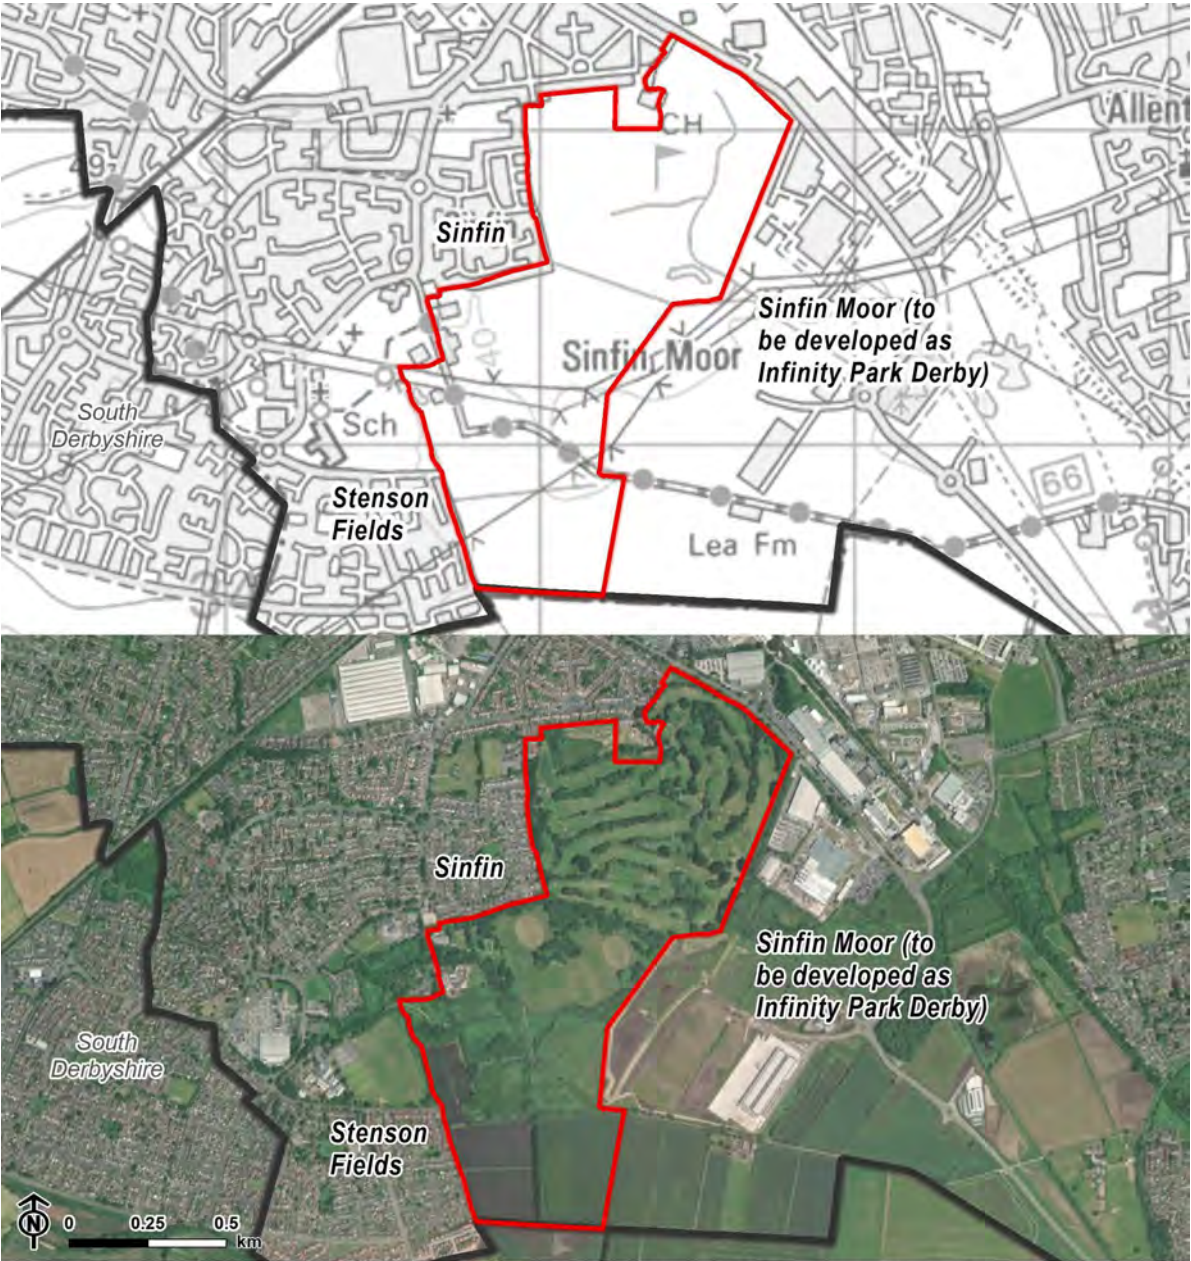 Allent
CH
Sinfin
Sinfin Moor (to
be developed as
Infinity Park Derby)
40
Sinfin Moor
South
Derbyshire
Sch
Stenson
Fields
66
Lea Fm
Sinfin
Sinfin Moor (to
be developed as
Infinity Park Derby)
South
Derbyshire
Stenson
Fields
N
0 0.25 0.5
km